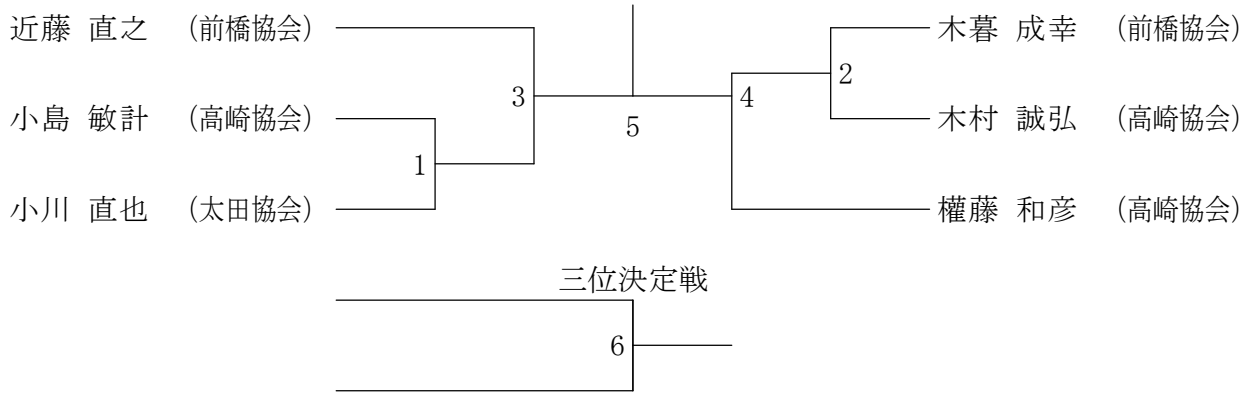 近藤 直之 (前橋協会)
小島 敏計 (高崎協会)
小川 直也 (太田協会)
1
3
5
4
2
木暮 成幸 (前橋協会)
木村 誠弘 (高崎協会)
權藤 和彦 (高崎協会)
三位決定戦
6